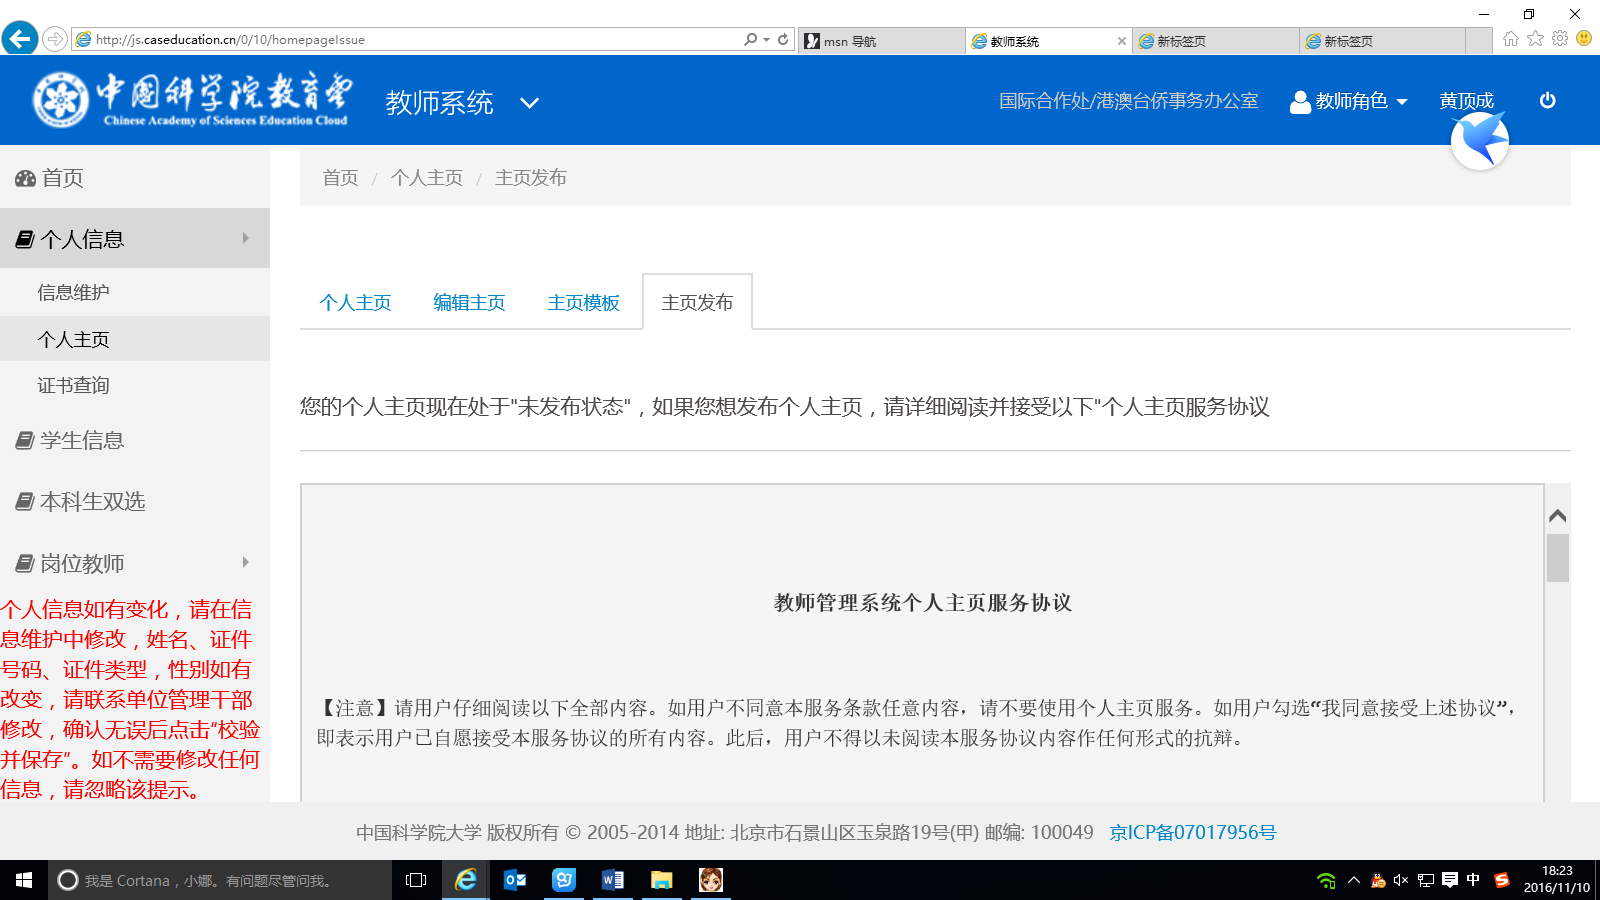 http://js.caseducation.cn/0/10/homepageIssue
msn 导航
教师系统
新标签页
新标签页
中国科学院教育云
Chinese Academy of Sciences Education Cloud
教师系统
国际合作处/港澳台侨事务办公室
教师角色
黄顶成
首页
个人信息
信息维护
个人主页
证书查询
学生信息
本科生双选
岗位教师
个人信息如有变化，请在信
息维护中修改，姓名、证件
号码、证件类型，性别如有
改变，请联系单位管理干部
修改，确认无误后点击“校验
并保存”。如不需要修改任何
信息，请忽略该提示。
首页 / 个人主页 / 主页发布
个人主页
编辑主页
主页模板
主页发布
您的个人主页现在处于"未发布状态"，如果您想发布个人主页，请详细阅读并接受以下"个人主页服务协议
教师管理系统个人主页服务协议
【注意】请用户仔细阅读以下全部内容。如用户不同意本服务条款任意内容，请不要使用个人主页服务。如用户勾选“我同意接受上述协议”，
即表示用户已自愿接受本服务协议的所有内容。此后，用户不得以未阅读本服务协议内容作任何形式的抗辩。
中国科学院大学 版权所有 © 2005-2014 地址: 北京市石景山区玉泉路19号(甲) 邮编: 100049 京ICP备07017956号
我是 Cortana，小娜。有问题尽管问我。
中
18:23
2016/11/10